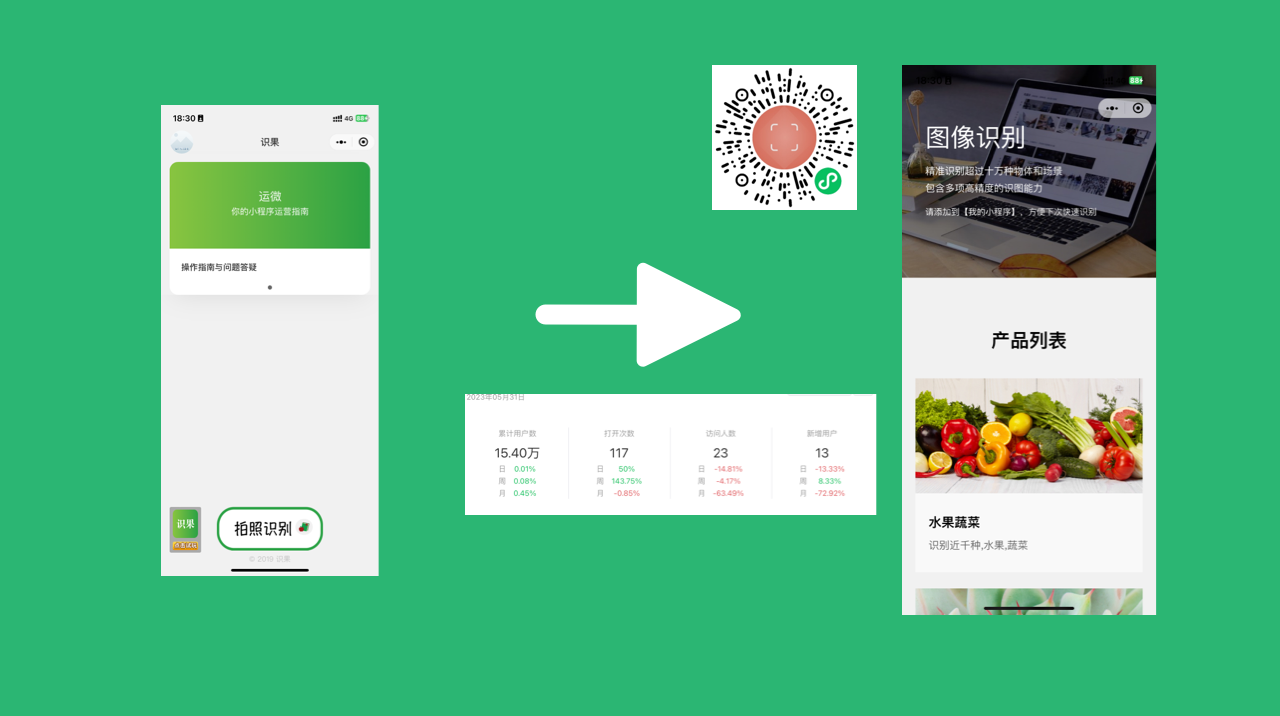 18:30
4G
识果
运微
你的小程序运营指南
操作指南与问题答疑
识果
拍照识别
© 2019 识果
2023年05月31日
累计用户数
15.40万
日 0.01%
周 0.08%
月 0.45%
打开次数
117
日 50%
周 143.75%
月 -0.85%
访问人数
23
日 -14.81%
周 -4.17%
月 -63.49%
新增用户
13
日 -13.33%
周 8.33%
月 -72.92%
18:30
图像识别
精准识别超过十万种物体和场景
包含多项高精度的识图能力
请添加到【我的小程序】，方便下次快速识别
产品列表
水果蔬菜
识别近千种,水果,蔬菜